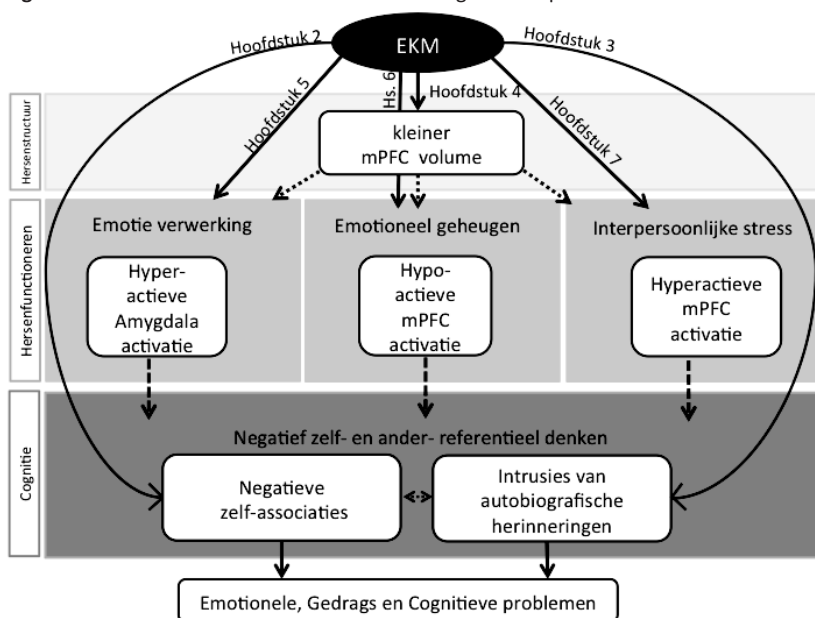 Hoofdstuk 2
EKM
Hoofdstuk 3
Hoofdstuk 5
Hs. 6
Hoofdstuk 4
Hoofdstuk 7
Hersenstructuur
kleiner
mPFC volume
Hersenfunctioneren
Emotie verwerking
Emotioneel geheugen
Interpersoonlijke stress
Hyper-
actieve
Amygdala
activatie
Hypo-
actieve
mPFC
activatie
Hyperactieve
mPFC
activatie
Cognitie
Negatief zelf- en ander- referentieel denken
Negatieve
zelf-associaties
Intrusies van
autobiografische
herinneringen
Emotionele, Gedrags en Cognitieve problemen